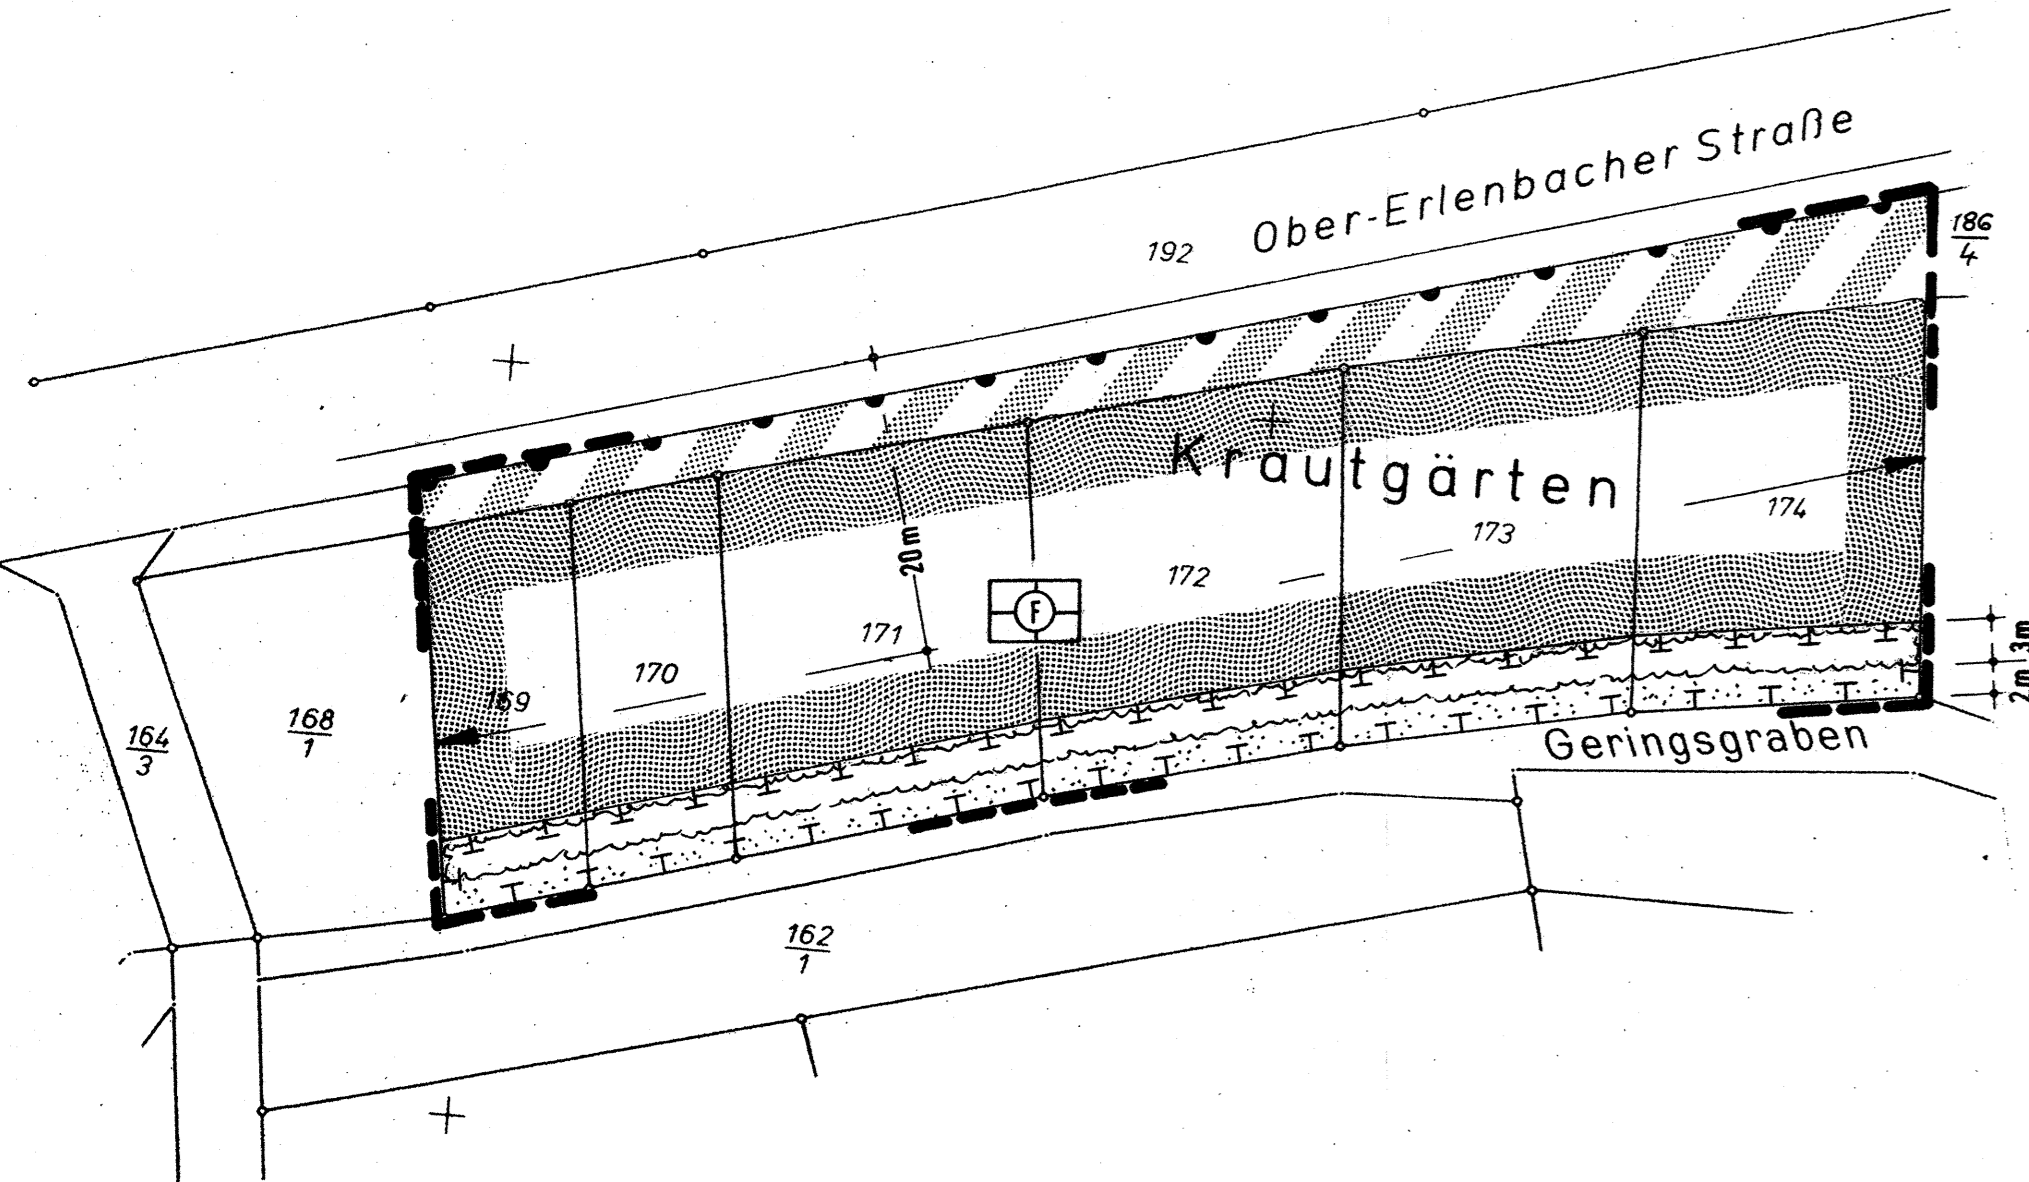 Ober-Erlenbacher Straße
192
186
4
Krautgärten
174
173
20m
172
F
171
170
169
168
1
164
3
3m
2m
Geringsgraben
162
1